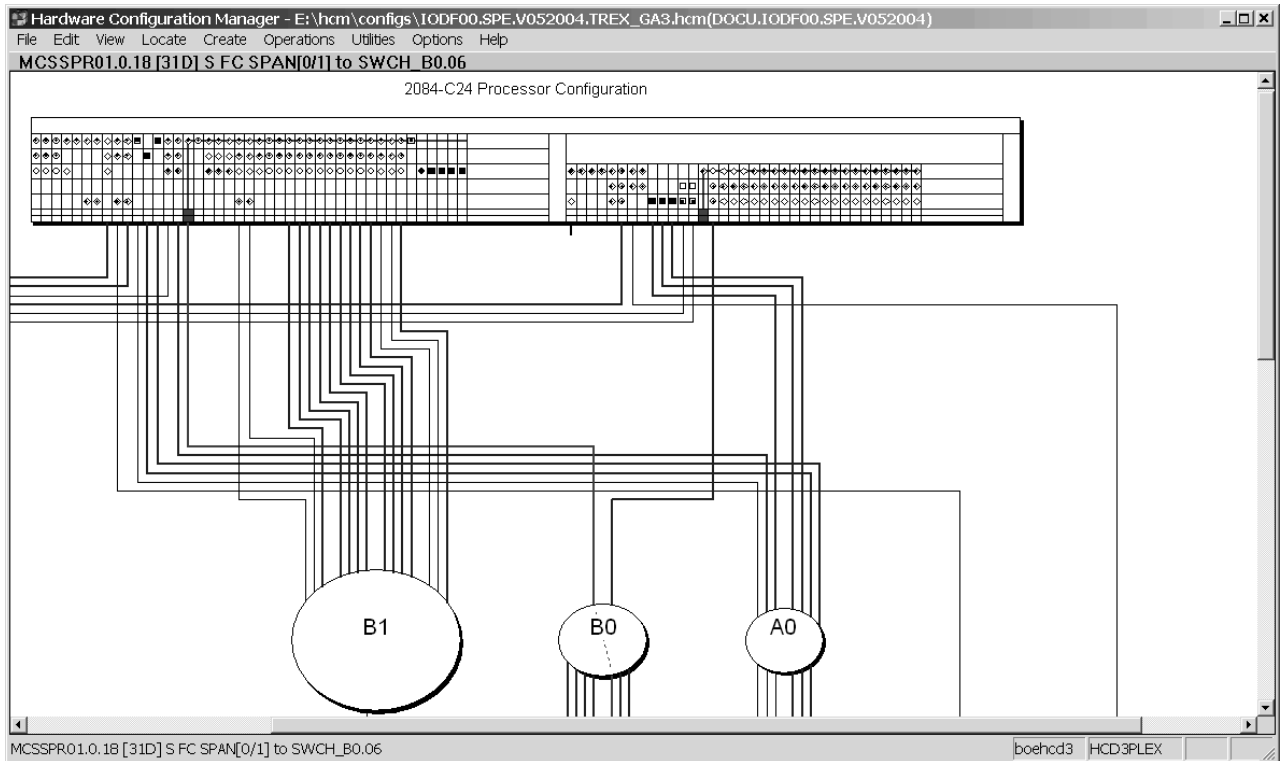 Hardware Configuration Manager - E:\hcm\configs\IODF00.SPE.V052004.TREX_GA3.hcm(DOCU.IODF00.SPE.V052004)
File Edit View Locate Create Operations Utilities Options Help
MCSSPR01.0.18 [31D] S FC SPAN[0/1] to SWCH_B0.06
2084-C24 Processor Configuration
B1
B0
A0
MCSSPR01.0.18 [31D] S FC SPAN[0/1] to SWCH_B0.06
boehcd3
HCD3PLEX